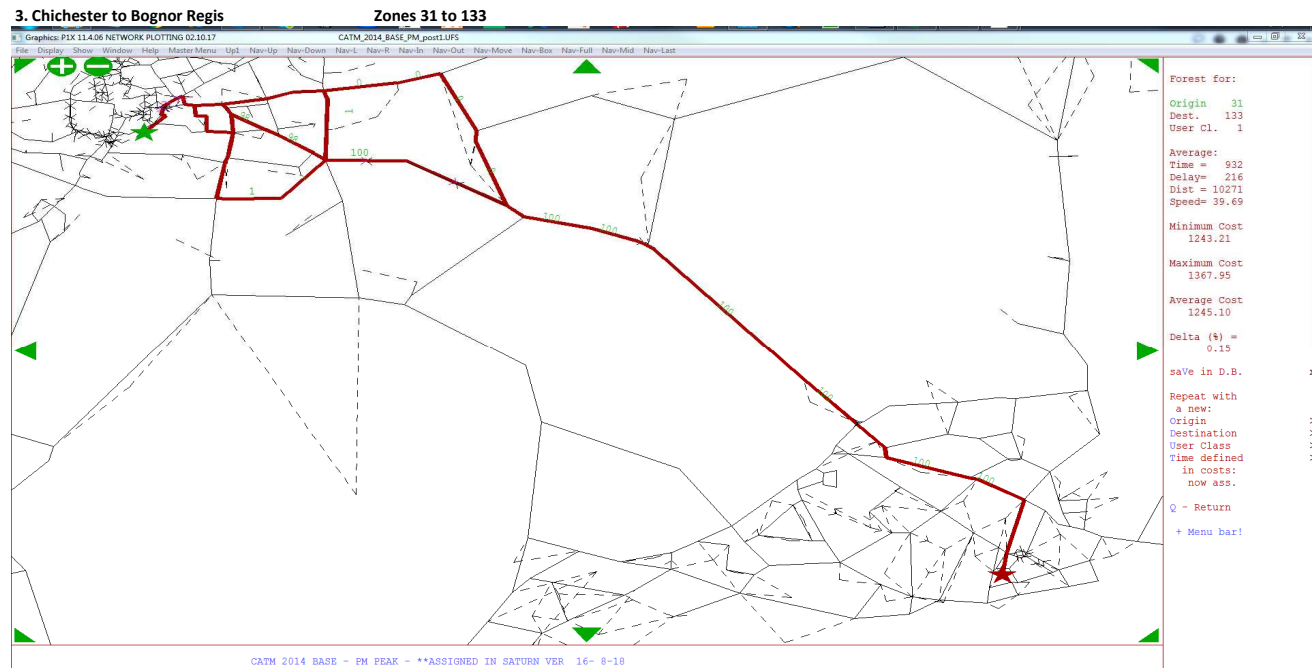 3. Chichester to Bognor Regis Zones 31 to 133
Graphics: P1X 11.4.06 NETWORK PLOTTING 02.10.17 CATM_2014_BASE_PM_post1.UFS
File Display Show Window Help Master Menu Up1 Nav-Up Nav-Down Nav-L Nav-R Nav-In Nav-Out Nav-Move Nav-Box Nav-Full Nav-Mid Nav-Last
Forest for:
Origin 31
Dest. 133
User Cl. 1
Average:
Time = 932
Delay= 216
Dist = 10271
Speed= 39.69
Minimum Cost
1243.21
Maximum Cost
1367.95
Average Cost
1245.10
Delta (%) =
0.15
saVe in D.B.
Repeat with
a new:
Origin
Destination
User Class
Time defined
in costs:
now ass.
Q - Return
+ Menu bar!
0
0
1
98
98
100
1
100
100
100
100
100
100
CATM 2014 BASE - PM PEAK - **ASSIGNED IN SATURN VER 16- 8-18